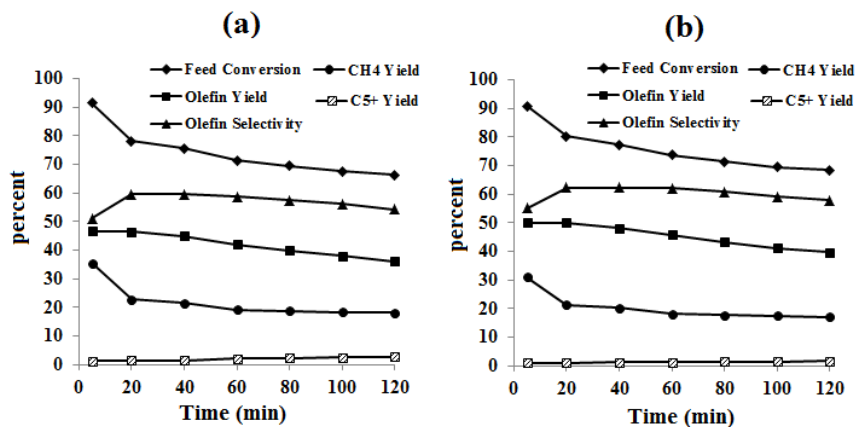 (a)
Feed Conversion
CH4 Yield
Olefin Yield
C5+ Yield
Olefin Selectivity
100
90
80
70
60
50
40
30
20
10
0
percent
0 20 40 60 80 100 120
Time (min)
(b)
Feed Conversion
CH4 Yield
Olefin Yield
C5+ Yield
Olefin Selectivity
100
90
80
70
60
50
40
30
20
10
0
percent
0 20 40 60 80 100 120
Time (min)